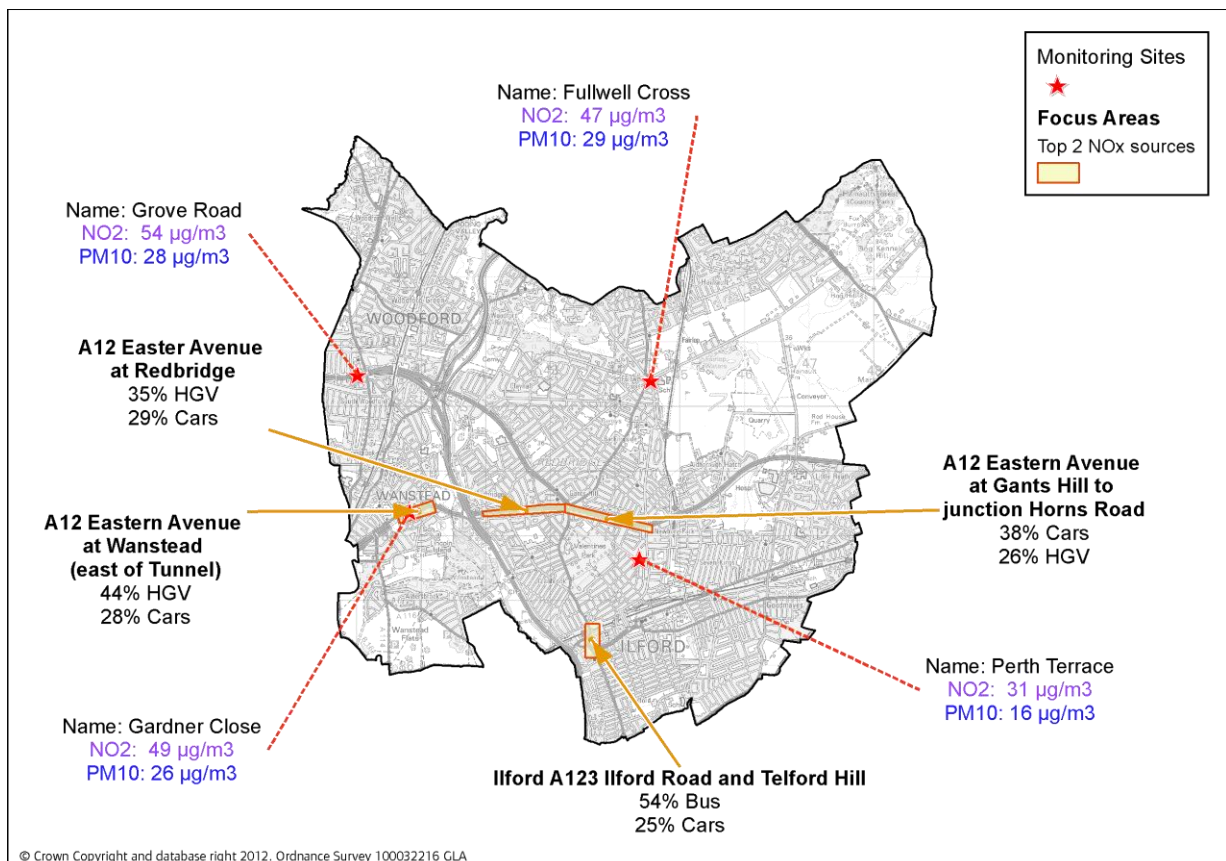 Monitoring Sites
Focus Areas
Top 2 NOx sources
Name: Fullwell Cross
NO2: 47 µg/m3
PM10: 29 µg/m3
Name: Grove Road
NO2: 54 µg/m3
PM10: 28 µg/m3
A12 Easter Avenue
at Redbridge
35% HGV
29% Cars
A12 Eastern Avenue
at Wanstead
(east of Tunnel)
44% HGV
28% Cars
A12 Eastern Avenue
at Gants Hill to
junction Horns Road
38% Cars
26% HGV
Name: Perth Terrace
NO2: 31 µg/m3
PM10: 16 µg/m3
Name: Gardner Close
NO2: 49 µg/m3
PM10: 26 µg/m3
Ilford A123 Ilford Road and Telford Hill
54% Bus
25% Cars
WOODFORD
WANSTEAD
ILFORD
Wanstead
Flats
Quarry
Conveyor
© Crown Copyright and database right 2012. Ordnance Survey 100032216 GLA